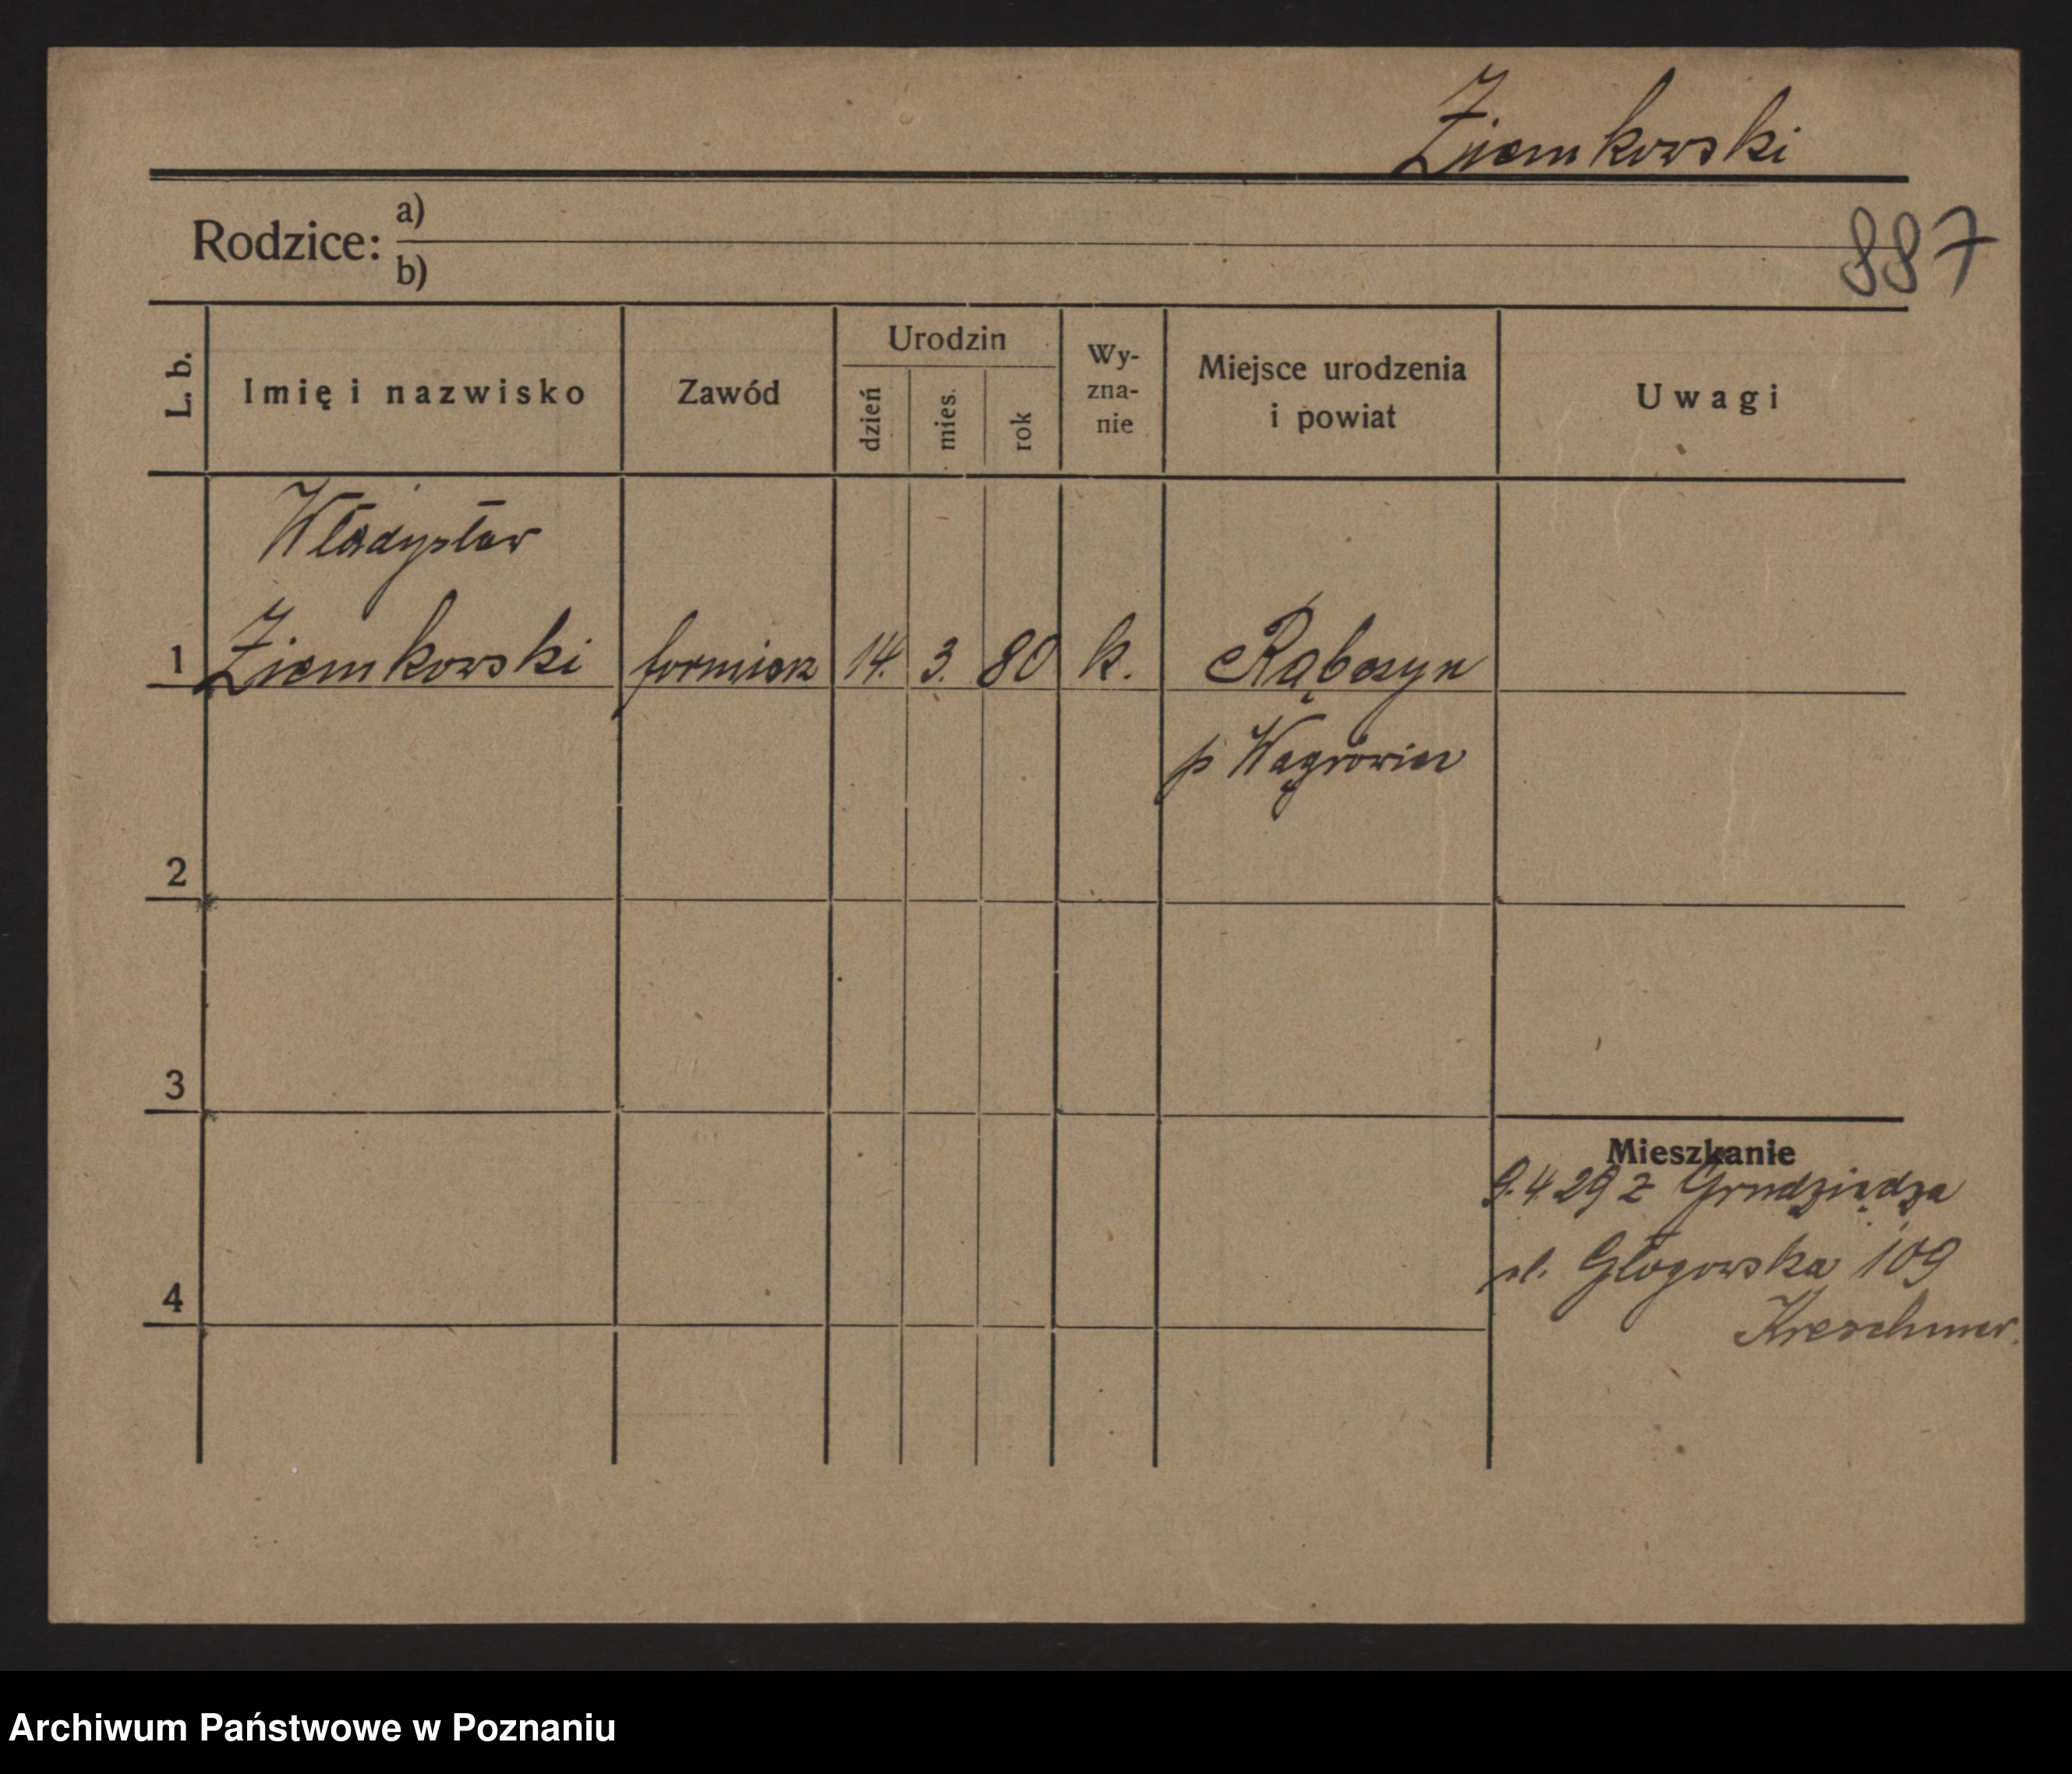 Ziemkowski
Rodzice: a)
b)
887
L. b.
Imię i nazwisko
Zawód
Urodzin
dzień
mies.
rok
Wy-
zna-
nie
Miejsce urodzenia
i powiat
Uwagi
Władysław
1 Ziemkowski formierz 14. 3. 80 k. Rąbczyn
p Wągrówiec
2
3
Mieszkanie
9.4.29 z Grudziądza
ul. Głogowska 109
4
Kreschmer.
Archiwum Państwowe w Poznaniu